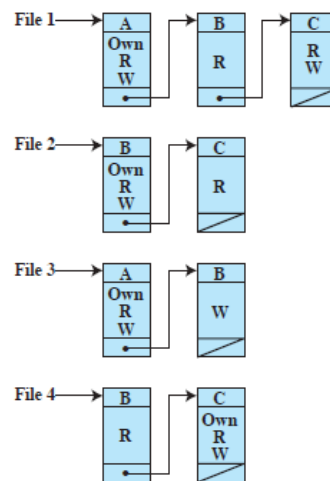 File 1 A B C
Own R R
R W
W
File 2 B C
Own R
R
W
File 3 A B
Own W
R
W
File 4 B C
R Own
R
W